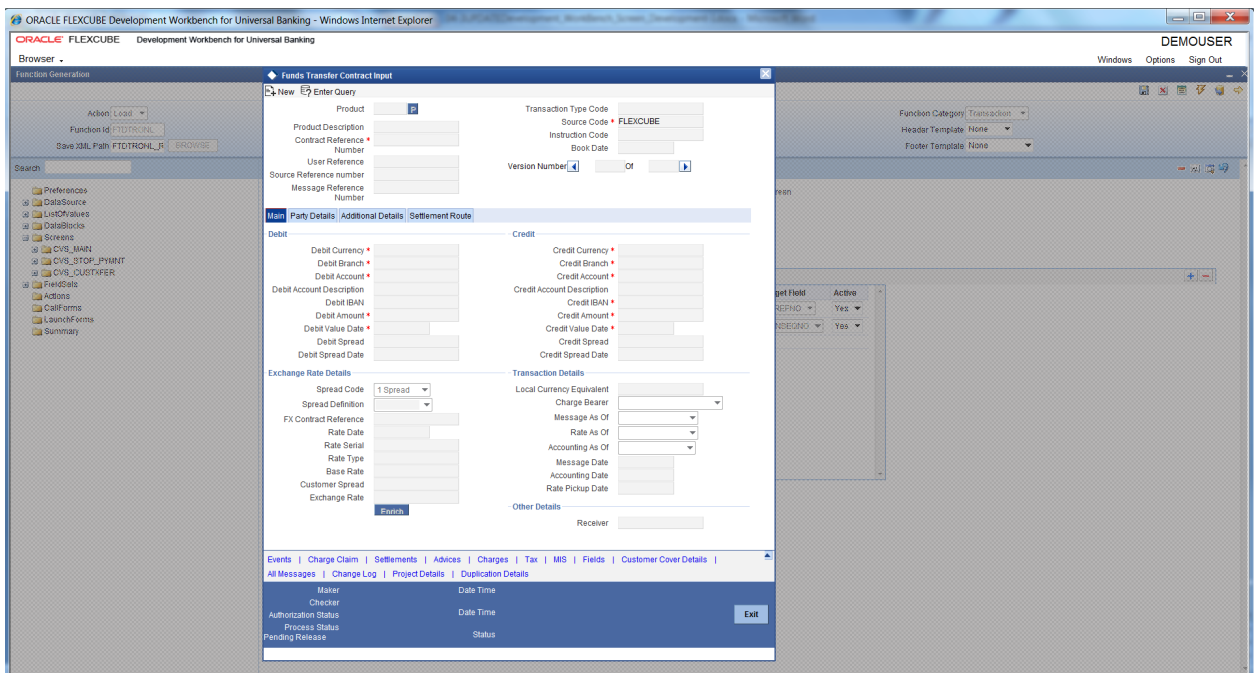 ORACLE FLEXCUBE Development Workbench for Universal Banking - Windows Internet Explorer
ORACLE FLEXCUBE Development Workbench for Universal Banking
DEMOUSER
Browser
Windows Options Sign Out
Function Generation
Action Load
Function Id FTDTRONL
Save XML Path FTDTRONL_R BROWSE
Function Category Transaction
Header Template None
Footer Template None
Search
Preferences
DataSource
ListOfValues
DataBlocks
Screens
CVS_MAIN
CVS_STOP_PYMNT
CVS_CUSTXFER
FieldSets
Actions
CallForms
LaunchForms
Summary
Funds Transfer Contract Input
New Enter Query
Product P
Product Description
Contract Reference *
Number
User Reference
Source Reference number
Message Reference
Number
Transaction Type Code
Source Code * FLEXCUBE
Instruction Code
Book Date
Version Number Of
Main Party Details Additional Details Settlement Route
Debit
Debit Currency *
Debit Branch *
Debit Account *
Debit Account Description
Debit IBAN
Debit Amount *
Debit Value Date *
Debit Spread
Debit Spread Date
Credit
Credit Currency *
Credit Branch *
Credit Account *
Credit Account Description
Credit IBAN *
Credit Amount *
Credit Value Date *
Credit Spread
Credit Spread Date
Exchange Rate Details
Spread Code 1 Spread
Spread Definition
FX Contract Reference
Rate Date
Rate Serial
Rate Type
Base Rate
Customer Spread
Exchange Rate
Enrich
Transaction Details
Local Currency Equivalent
Charge Bearer
Message As Of
Rate As Of
Accounting As Of
Message Date
Accounting Date
Rate Pickup Date
Other Details
Receiver
Events | Charge Claim | Settlements | Advices | Charges | Tax | MIS | Fields | Customer Cover Details |
All Messages | Change Log | Project Details | Duplication Details
Maker
Checker
Authorization Status
Process Status
Pending Release
Date Time
Date Time
Status
Exit
reen
get Field Active
REFNO Yes
Yes